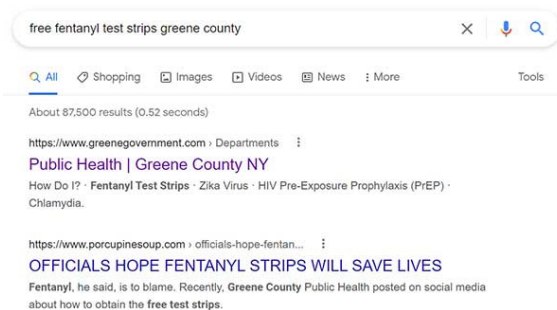 free fentanyl test strips greene county
All Shopping Images Videos News More Tools
About 87,500 results (0.52 seconds)
https://www.greenegovernment.com › Departments
Public Health | Greene County NY
How Do I? · Fentanyl Test Strips · Zika Virus · HIV Pre-Exposure Prophylaxis (PrEP) ·
Chlamydia.
https://www.porcupinesoup.com › officials-hope-fentan...
OFFICIALS HOPE FENTANYL STRIPS WILL SAVE LIVES
Fentanyl, he said, is to blame. Recently, Greene County Public Health posted on social media
about how to obtain the free test strips.